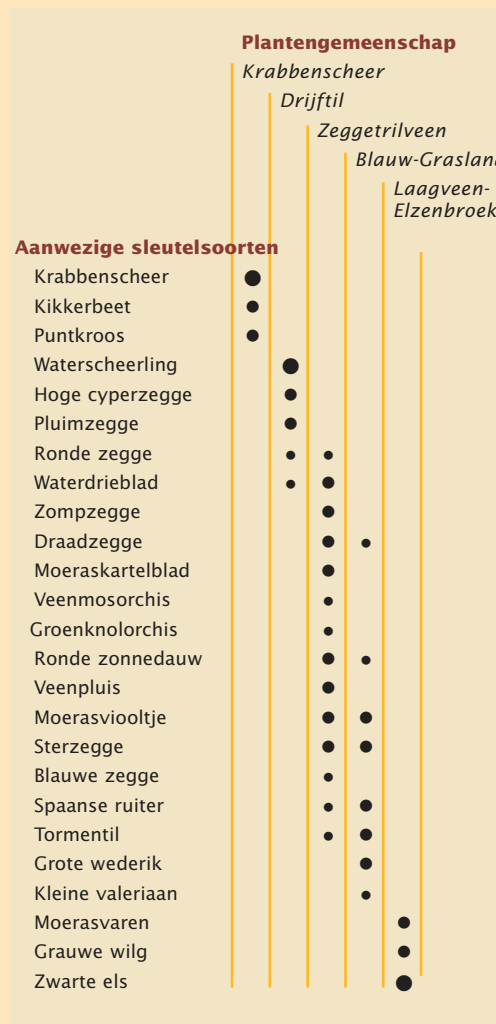 Plantengemeenschap
Krabbenscheer
Drijftil
Zeggetrilveen
Blauw-Grasland
Laagveen-
Elzenbroek
Aanwezige sleutelsoorten
Krabbenscheer
Kikkerbeet
Puntkroos
Waterscheerling
Hoge cyperzegge
Pluimzegge
Ronde zegge
Waterdrieblad
Zompzegge
Draadzegge
Moeraskartelblad
Veenmosorchis
Groenknolorchis
Ronde zonnedauw
Veenpluis
Moerasviooltje
Sterzegge
Blauwe zegge
Spaanse ruiter
Tormentil
Grote wederik
Kleine valeriaan
Moerasvaren
Grauwe wilg
Zwarte els